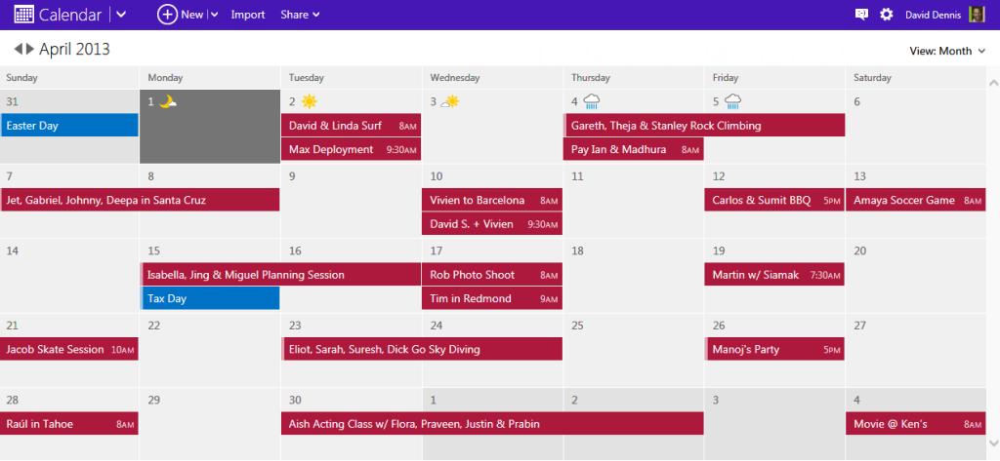 Calendar
New
Import
Share
David Dennis
April 2013
View: Month
Sunday Monday Tuesday Wednesday Thursday Friday Saturday
31 1 2 3 4 5 6
Easter Day David & Linda Surf 8AM Gareth, Theja & Stanley Rock Climbing
Max Deployment 9:30AM Pay Ian & Madhura 8AM
7 8 9 10 11 12 13
Jet, Gabriel, Johnny, Deepa in Santa Cruz Vivien to Barcelona 8AM Carlos & Sumit BBQ 5PM Amaya Soccer Game 8AM
David S. + Vivien 9:30AM
14 15 16 17 18 19 20
Isabella, Jing & Miguel Planning Session Rob Photo Shoot 8AM Martin w/ Siamak 7:30AM
Tax Day Tim in Redmond 9AM
21 22 23 24 25 26 27
Jacob Skate Session 10AM Eliot, Sarah, Suresh, Dick Go Sky Diving Manoj's Party 5PM
28 29 30 1 2 3 4
Raúl in Tahoe 8AM Aish Acting Class w/ Flora, Praveen, Justin & Prabin Movie @ Ken's 8AM